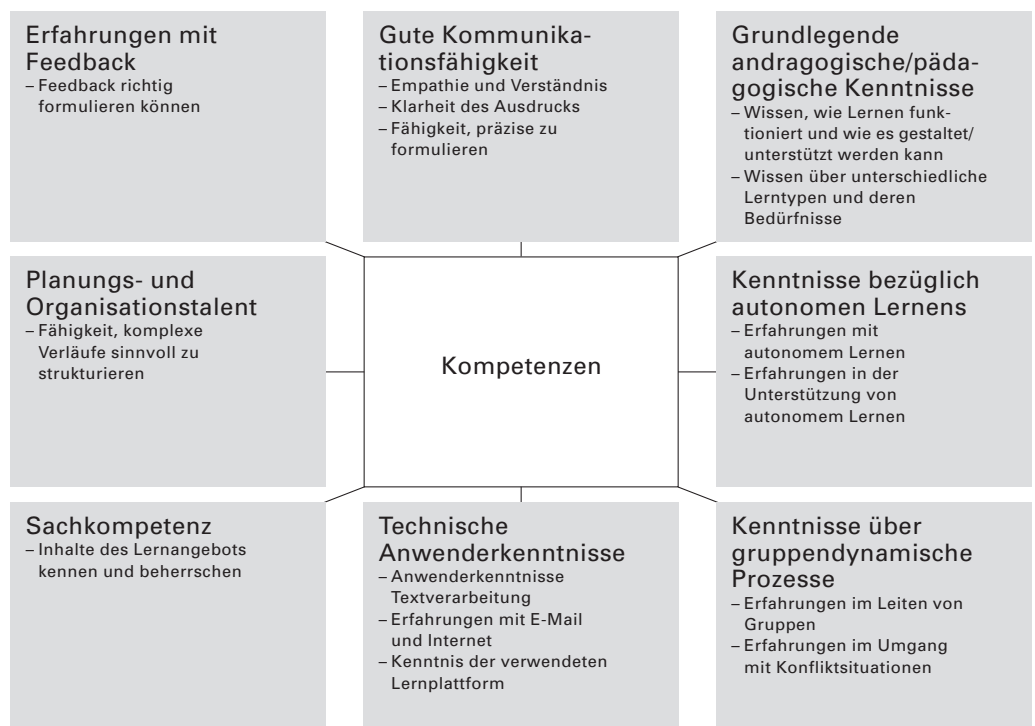 Erfahrungen mit
Feedback
– Feedback richtig
formulieren können
Gute Kommunika-
tionsfähigkeit
– Empathie und Verständnis
– Klarheit des Ausdrucks
– Fähigkeit, präzise zu
formulieren
Grundlegende
andragogische/päda-
gogische Kenntnisse
– Wissen, wie Lernen funk-
tioniert und wie es gestaltet/
unterstützt werden kann
– Wissen über unterschiedliche
Lerntypen und deren
Bedürfnisse
Planungs- und
Organisationstalent
– Fähigkeit, komplexe
Verläufe sinnvoll zu
strukturieren
Kompetenzen
Kenntnisse bezüglich
autonomen Lernens
– Erfahrungen mit
autonomem Lernen
– Erfahrungen in der
Unterstützung von
autonomem Lernen
Sachkompetenz
– Inhalte des Lernangebots
kennen und beherrschen
Technische
Anwenderkenntnisse
– Anwenderkenntnisse
Textverarbeitung
– Erfahrungen mit E-Mail
und Internet
– Kenntnis der verwendeten
Lernplattform
Kenntnisse über
gruppendynamische
Prozesse
– Erfahrungen im Leiten von
Gruppen
– Erfahrungen im Umgang
mit Konfliktsituationen